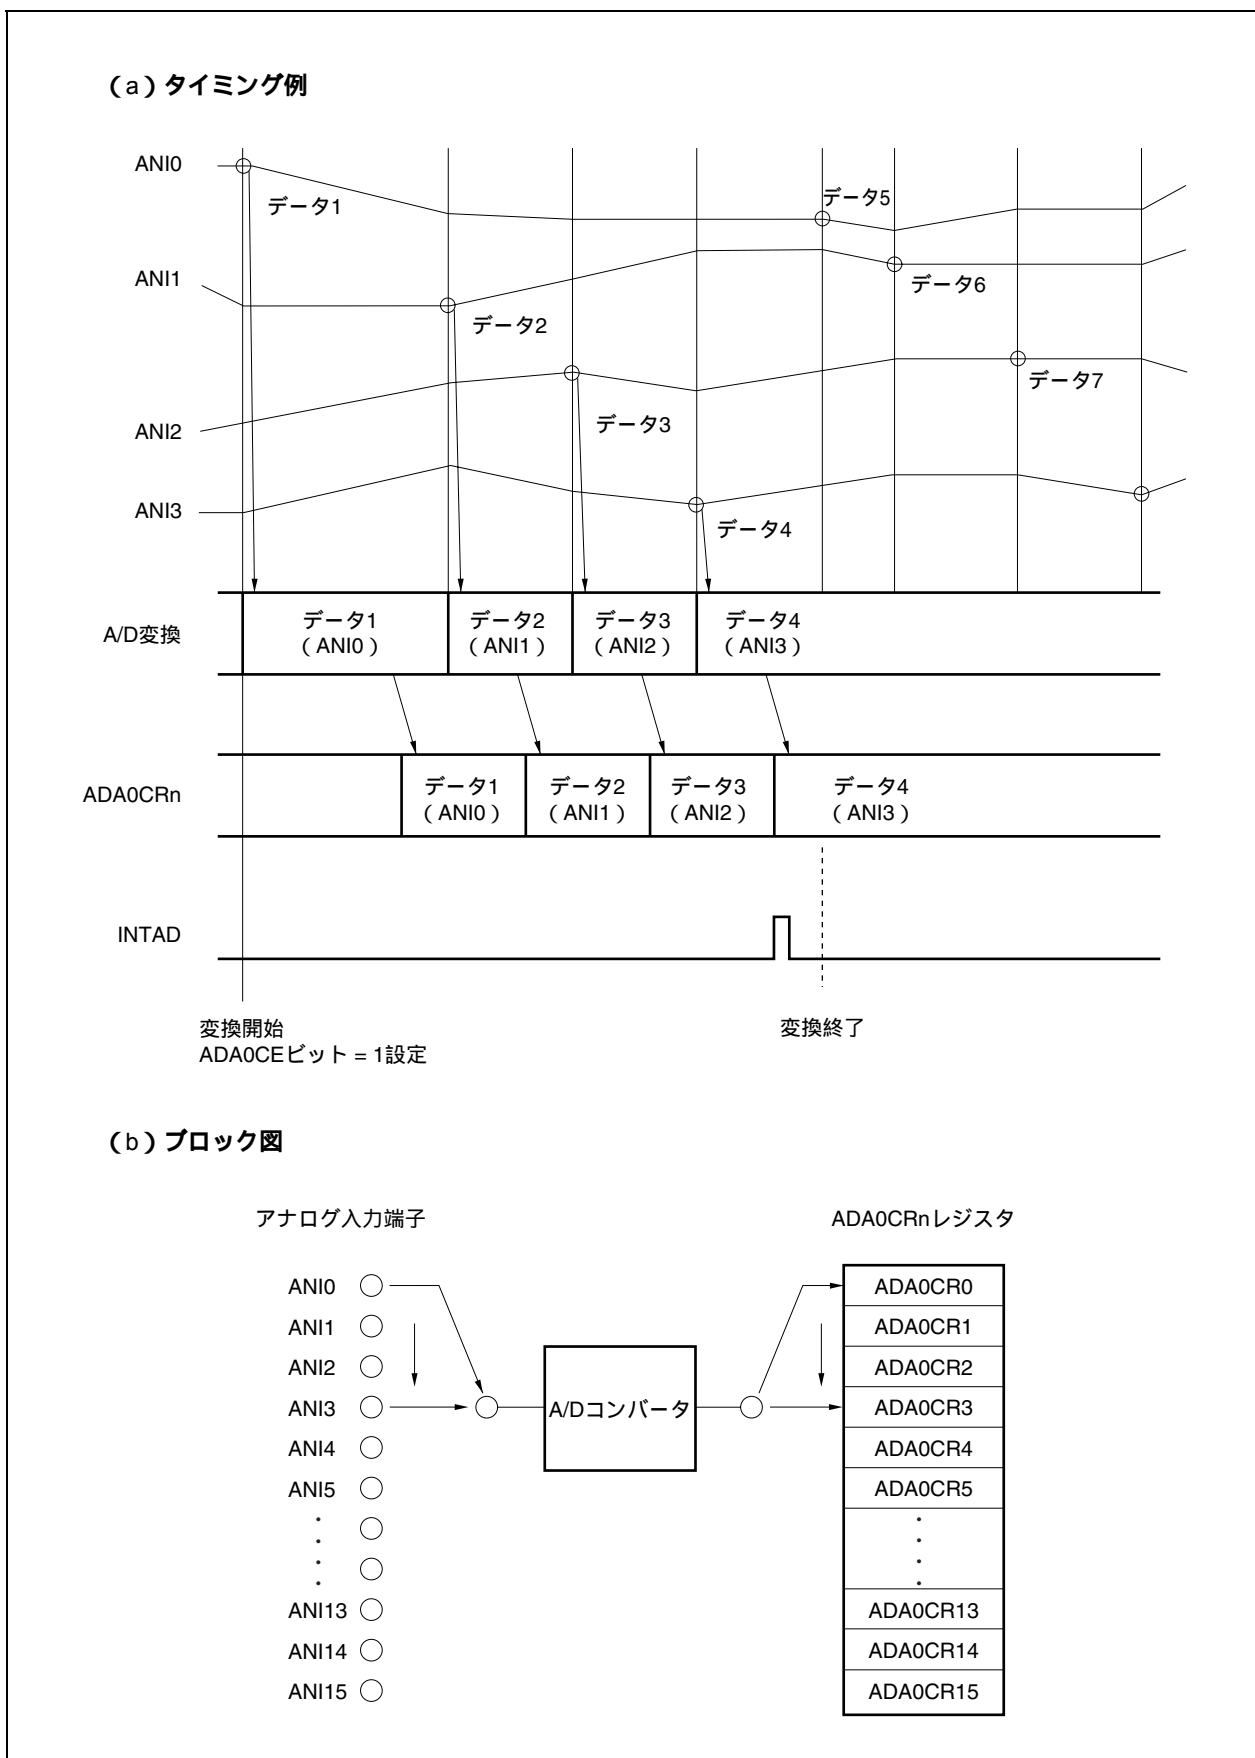 （a）タイミング例
ANI0
データ1
データ5
ANI1
データ2
データ6
ANI2
データ3
データ7
ANI3
データ4
A/D変換
データ1
（ANI0）
データ2
（ANI1）
データ3
（ANI2）
データ4
（ANI3）
ADA0CRn
データ1
（ANI0）
データ2
（ANI1）
データ3
（ANI2）
データ4
（ANI3）
INTAD
変換開始
ADA0CEビット = 1設定
変換終了
（b）ブロック図
アナログ入力端子
ADA0CRnレジスタ
ANI0
ANI1
ANI2
ANI3
ANI4
ANI5
ANI13
ANI14
ANI15
A/Dコンバータ
ADA0CR0
ADA0CR1
ADA0CR2
ADA0CR3
ADA0CR4
ADA0CR5
ADA0CR13
ADA0CR14
ADA0CR15